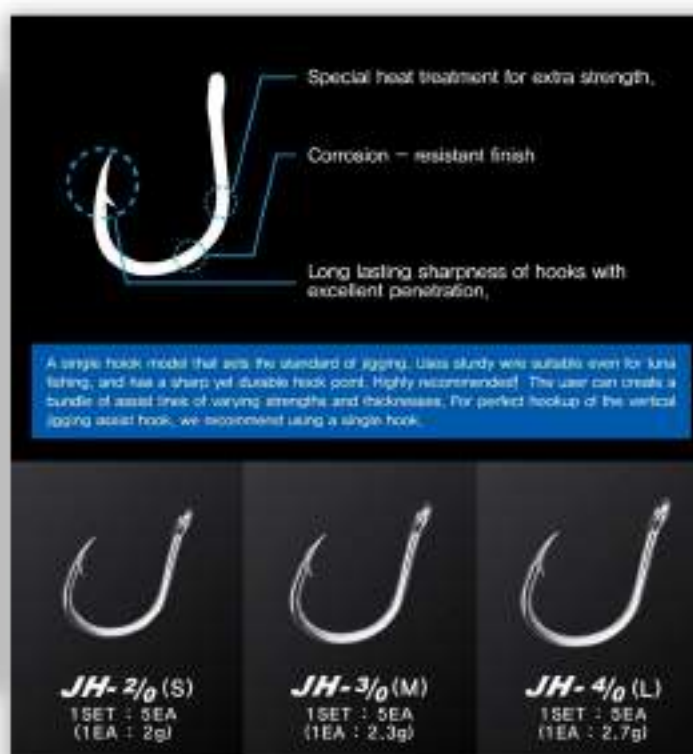 Special heat treatment for extra strength,
Corrosion - resistant finish
Long lasting sharpness of hooks with
excellent penetration,
A single hook model that sets the standard of jigging. Uses sturdy wire suitable even for tuna
fishing, and has a sharp yet durable hook point. Highly recommended! The user can create a
bundle of assist lines of varying strengths and thicknesses. For perfect hookup of the vertical
jigging assist hook, we recommend using a single hook.
JH-2/0 (S)
1SET : 5EA
(1EA : 2g)
JH-3/0 (M)
1SET : 5EA
(1EA : 2.3g)
JH-4/0 (L)
1SET : 5EA
(1EA : 2.7g)